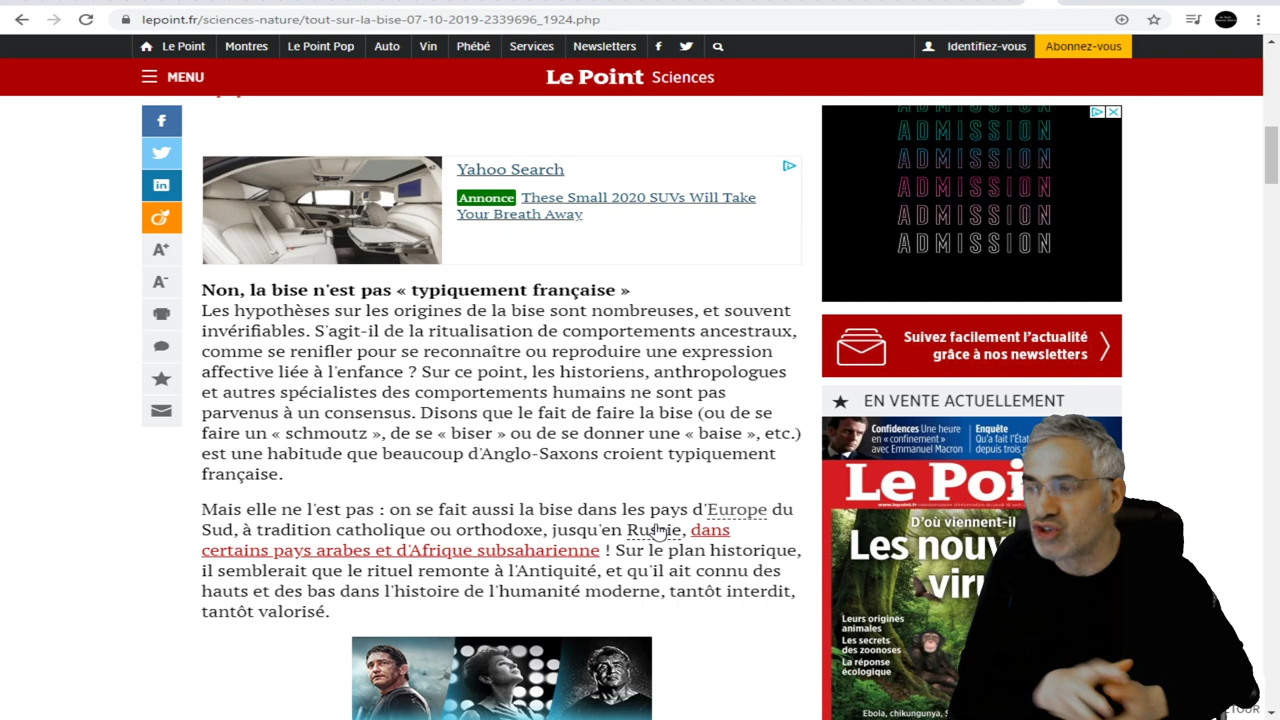 lepoint.fr/sciences-nature/tout-sur-la-bise-07-10-2019-2339696_1924.php
Le Point Montres Le Point Pop Auto Vin Phébé Services Newsletters Identifiez-vous Abonnez-vous
MENU Le Point Sciences
ADMISSION
ADMISSION
ADMISSION
ADMISSION
ADMISSION
ADMISSION
Yahoo Search
Annonce These Small 2020 SUVs Will Take
Your Breath Away
A+
A-
Non, la bise n'est pas « typiquement française »
Les hypothèses sur les origines de la bise sont nombreuses, et souvent
invérifiables. S'agit-il de la ritualisation de comportements ancestraux,
comme se renifler pour se reconnaître ou reproduire une expression
affective liée à l'enfance ? Sur ce point, les historiens, anthropologues
et autres spécialistes des comportements humains ne sont pas
parvenus à un consensus. Disons que le fait de faire la bise (ou de se
faire un « schmoutz », de se « biser » ou de se donner une « baise », etc.)
est une habitude que beaucoup d'Anglo-Saxons croient typiquement
française.
Mais elle ne l'est pas : on se fait aussi la bise dans les pays d'Europe du
Sud, à tradition catholique ou orthodoxe, jusqu'en Russie, dans
certains pays arabes et d'Afrique subsaharienne ! Sur le plan historique,
il semblerait que le rituel remonte à l'Antiquité, et qu'il ait connu des
hauts et des bas dans l'histoire de l'humanité moderne, tantôt interdit,
tantôt valorisé.
Suivez facilement l'actualité
grâce à nos newsletters
EN VENTE ACTUELLEMENT
Confidences Une heure
en « confinement »
avec Emmanuel Macron
Enquête
Qu'a fait l'État
depuis trois
Le Poin
D'où viennent-il
Les nouv
viru
Leurs origines
animales
Les secrets
des zoonoses
La réponse
écologique
Ebola, chikungunya,